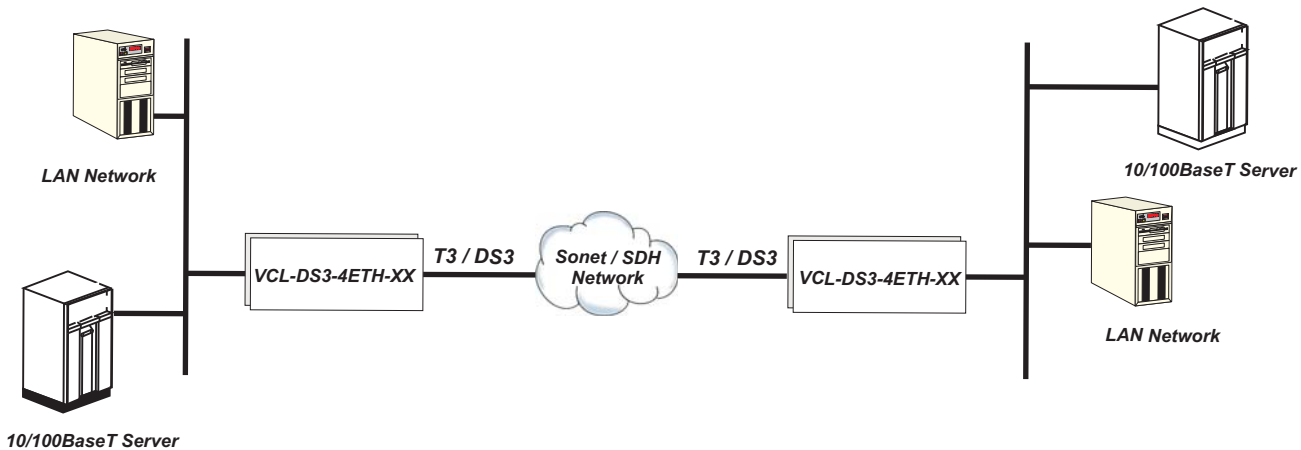 LAN Network
10/100BaseT Server
VCL-DS3-4ETH-XX
T3 / DS3
Sonet / SDH
Network
T3 / DS3
VCL-DS3-4ETH-XX
10/100BaseT Server
LAN Network